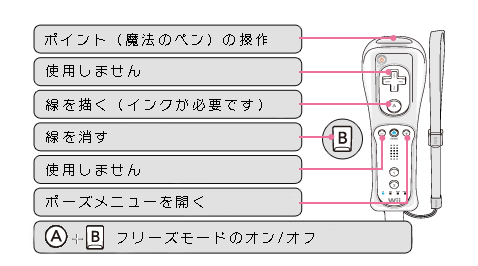 ポイント（魔法のペン）の操作
使用しません
線を描く（インクが必要です）
線を消す
B
使用しません
ポーズメニューを開く
A
Wii
A+B フリーズモードのオン/オフ